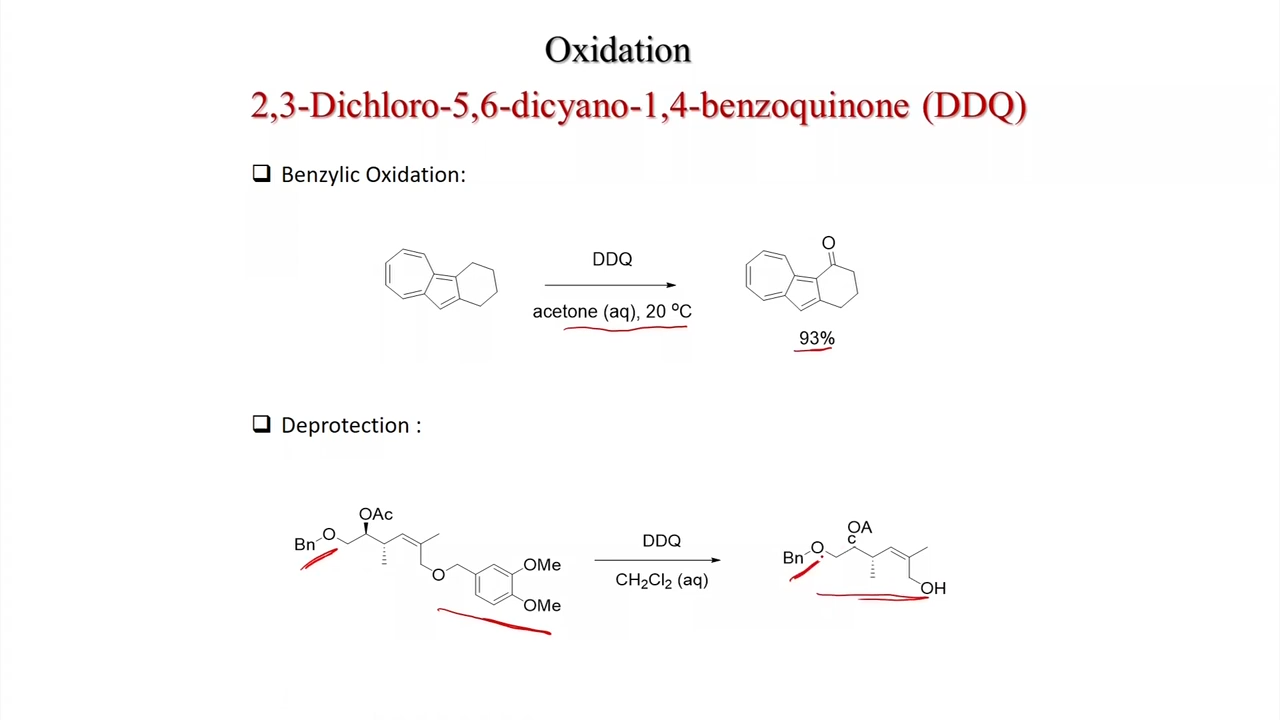 Oxidation
2,3-Dichloro-5,6-dicyano-1,4-benzoquinone (DDQ)
❑ Benzylic Oxidation:
O
DDQ
acetone (aq), 20 ºC
93%
❑ Deprotection :
OAc
Bn O
O
OMe
OMe
DDQ
CH₂Cl₂ (aq)
OA
c
Bn O
OH